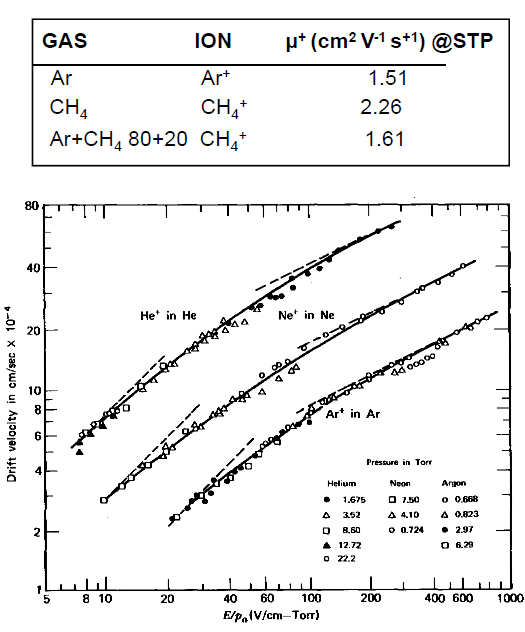 GAS ION µ⁺ (cm² V⁻¹ s⁺¹) @STP
Ar Ar⁺ 1.51
CH₄ CH₄⁺ 2.26
Ar+CH₄ 80+20 CH₄⁺ 1.61
80
40
20
10
8
6
4
2
1
Drift velocity in cm/sec × 10⁻⁴
He⁺ in He
Ne⁺ in Ne
Ar⁺ in Ar
Pressure in Torr
Helium Neon Argon
● 1.675 □ 7.50 ○ 0.668
△ 3.52 △ 4.10 △ 0.823
□ 8.60 ○ 0.724 ● 2.97
▲ 12.72 □ 6.29
○ 22.2
5 8 10 20 40 60 100 200 400 600 1000
E/p₀ (V/cm–Torr)